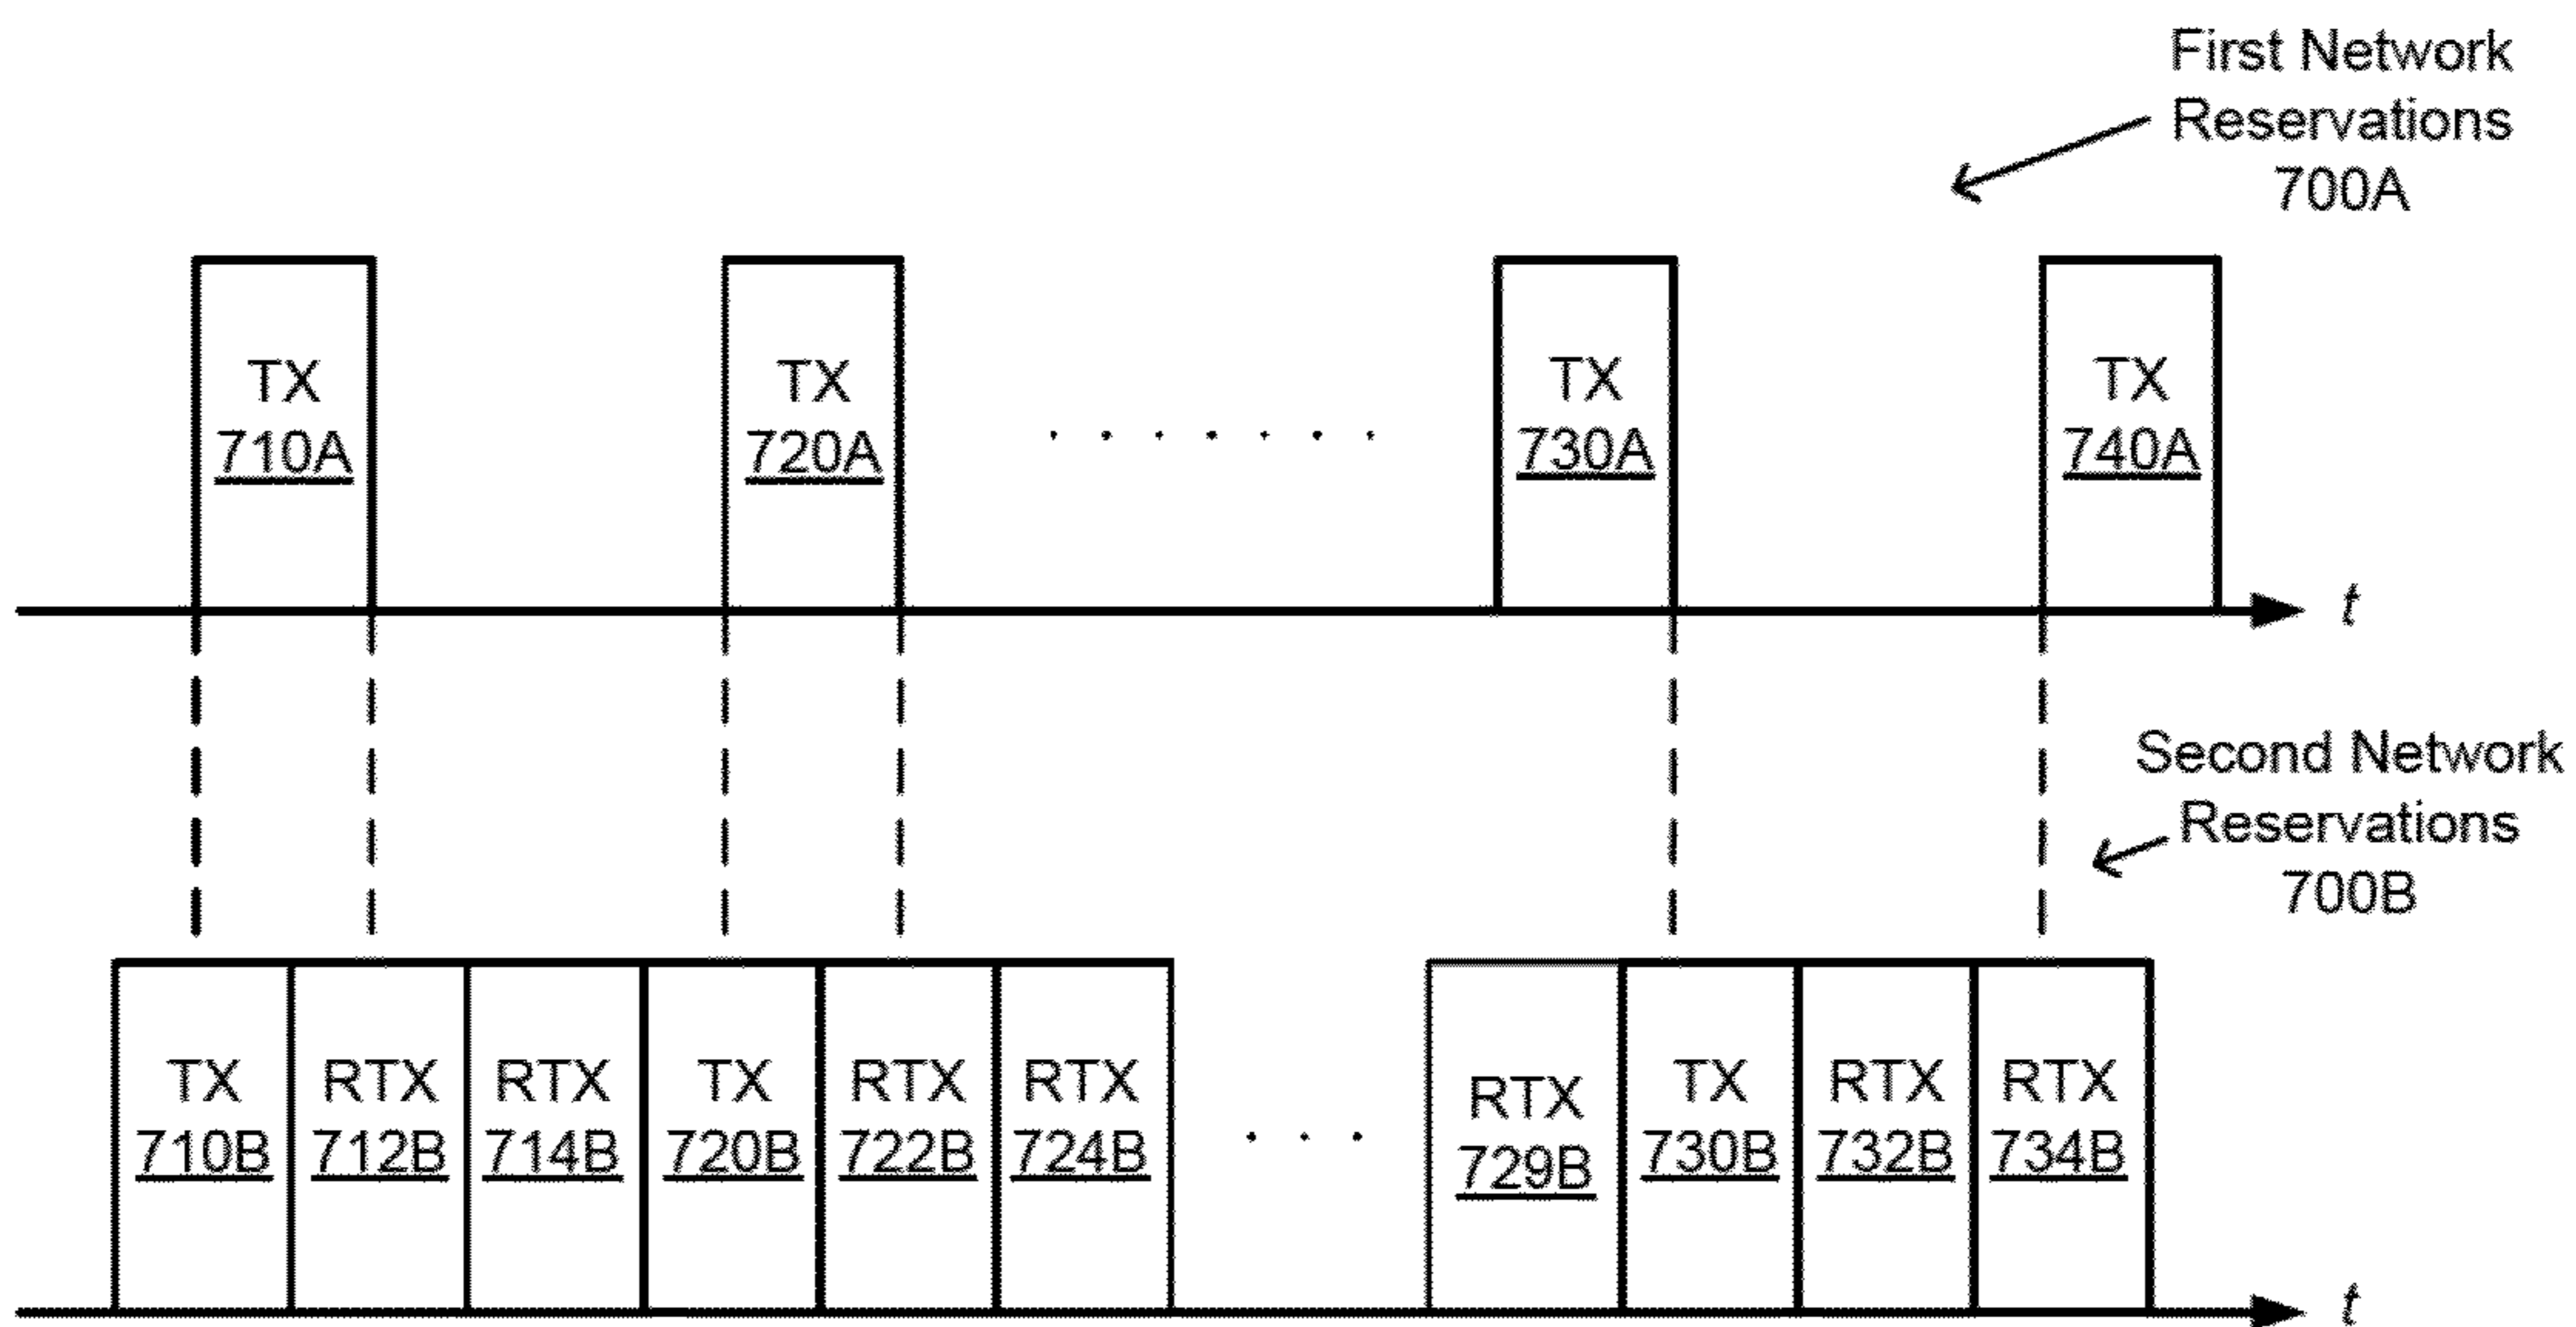 First Network
Reservations
700A
TX
710A
TX
720A
. . . . . . .
TX
730A
TX
740A
t
Second Network
Reservations
700B
TX
710B
RTX
712B
RTX
714B
TX
720B
RTX
722B
RTX
724B
. . .
RTX
729B
TX
730B
RTX
732B
RTX
734B
t